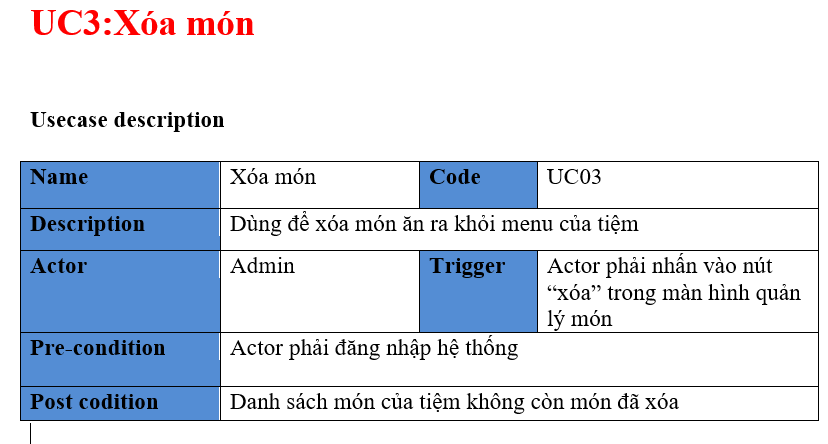 UC3:Xóa món
Usecase description
Name Xóa món Code UC03
Description Dùng để xóa món ăn ra khỏi menu của tiệm
Actor Admin Trigger Actor phải nhấn vào nút
“xóa” trong màn hình quản
lý món
Pre-condition Actor phải đăng nhập hệ thống
Post codition Danh sách món của tiệm không còn món đã xóa